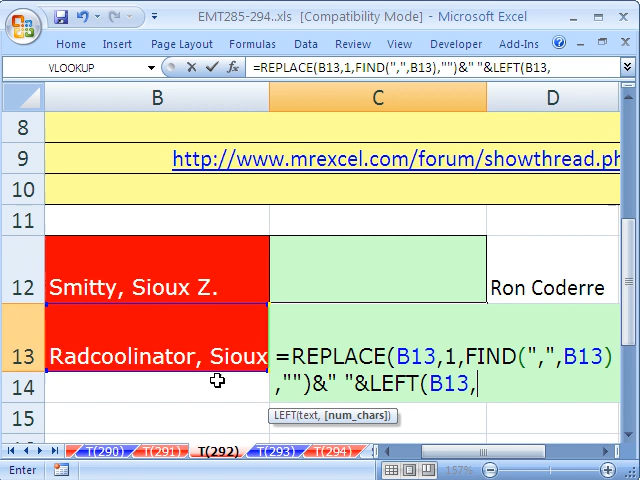 EMT285-294..xls [Compatibility Mode] - Microsoft Excel
Home Insert Page Layout Formulas Data Review View Developer Add-Ins
VLOOKUP fx =REPLACE(B13,1,FIND(",",B13),"")&" "&LEFT(B13,
B C D
8
9 http://www.mrexcel.com/forum/showthread.ph
10
11
12 Smitty, Sioux Z. Ron Coderre
13 Radcoolinator, Sioux =REPLACE(B13,1,FIND(",",B13)
,"")&" "&LEFT(B13,
14
LEFT(text, [num_chars])
15
T(290) T(291) T(292) T(293) T(294)
Enter 157%